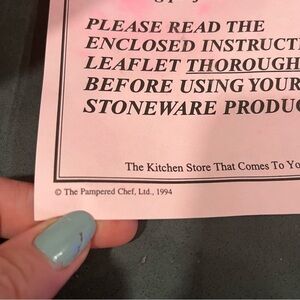 PLEASE READ THE
ENCLOSED INSTRUCTI
LEAFLET THOROUGH
BEFORE USING YOUR
STONEWARE PRODUC
The Kitchen Store That Comes To Yo
© The Pampered Chef, Ltd., 1994